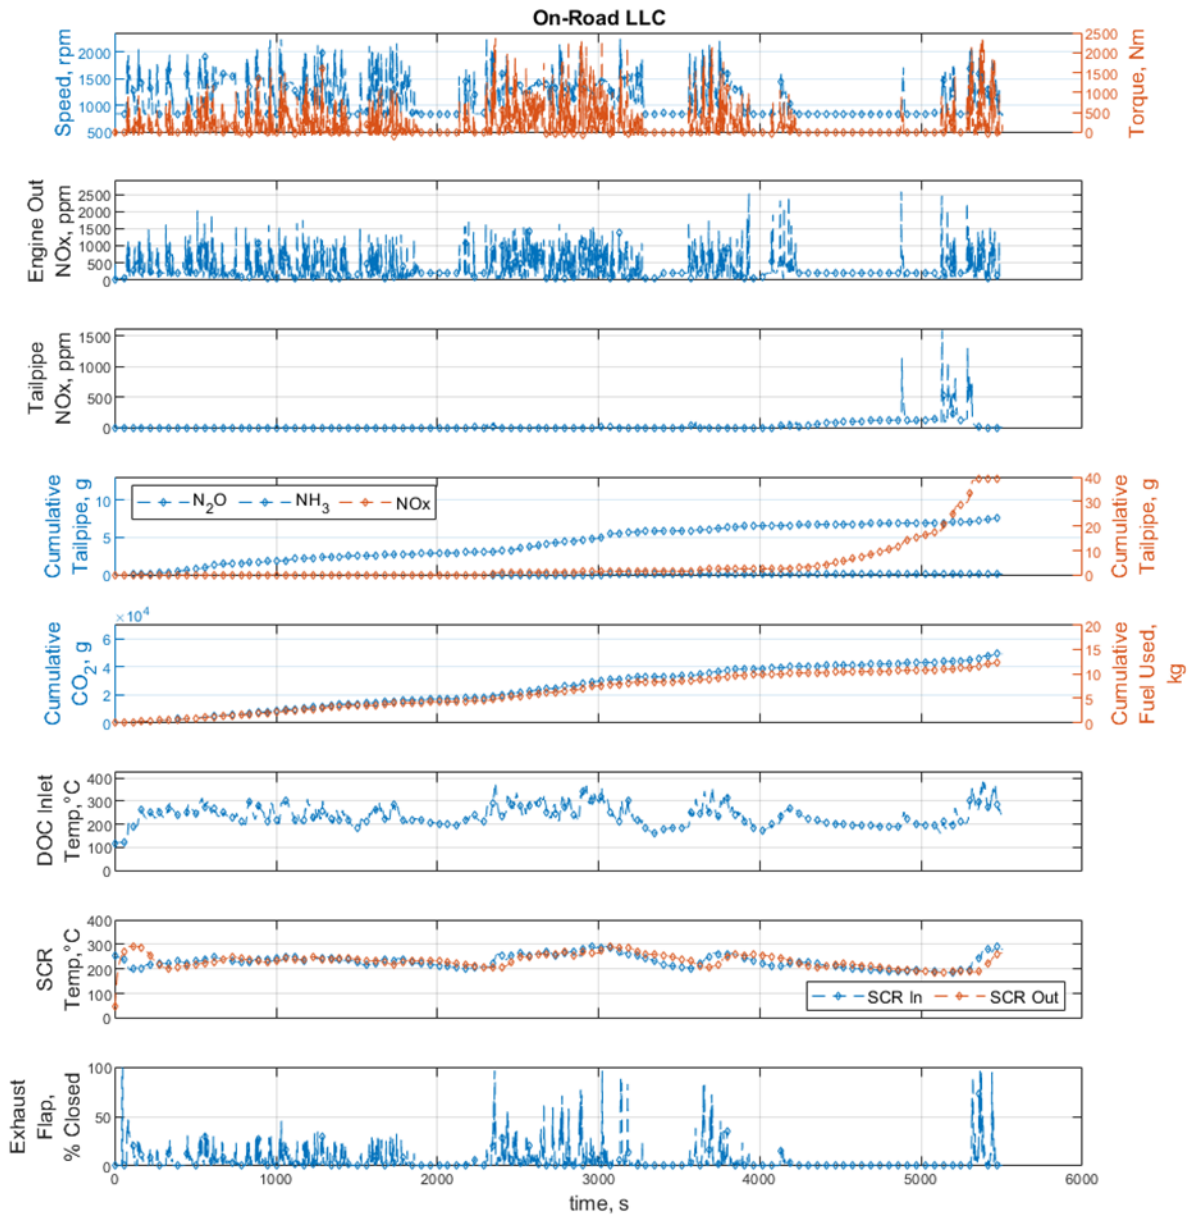 On-Road LLC
Speed, rpm
2000
1500
1000
500
2500
2000
1500
1000
500
0
Torque, Nm
Engine Out
NOx, ppm
2500
2000
1500
1000
500
0
Tailpipe
NOx, ppm
1500
1000
500
0
Cumulative
Tailpipe, g
10
5
0
N2O NH3 NOx
40
30
20
10
0
Cumulative
Tailpipe, g
×10^4
Cumulative
CO2, g
6
4
2
0
20
15
10
5
0
Cumulative
Fuel Used,
kg
DOC Inlet
Temp,°C
400
300
200
100
0
SCR
Temp,°C
400
300
200
100
0
SCR In SCR Out
Exhaust
Flap,
% Closed
100
50
0
0 1000 2000 3000 4000 5000 6000
time, s